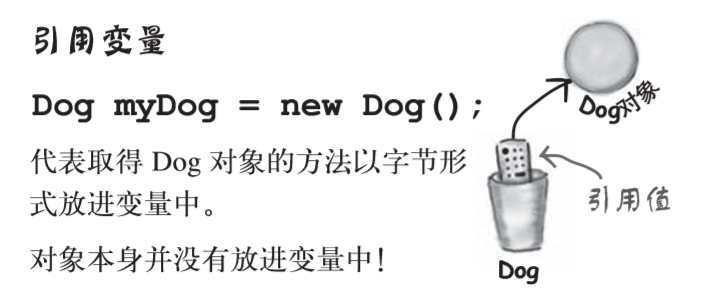 引用变量
Dog myDog = new Dog();
代表取得 Dog 对象的方法以字节形
式放进变量中。
对象本身并没有放进变量中！
Dog对象
引用值
Dog